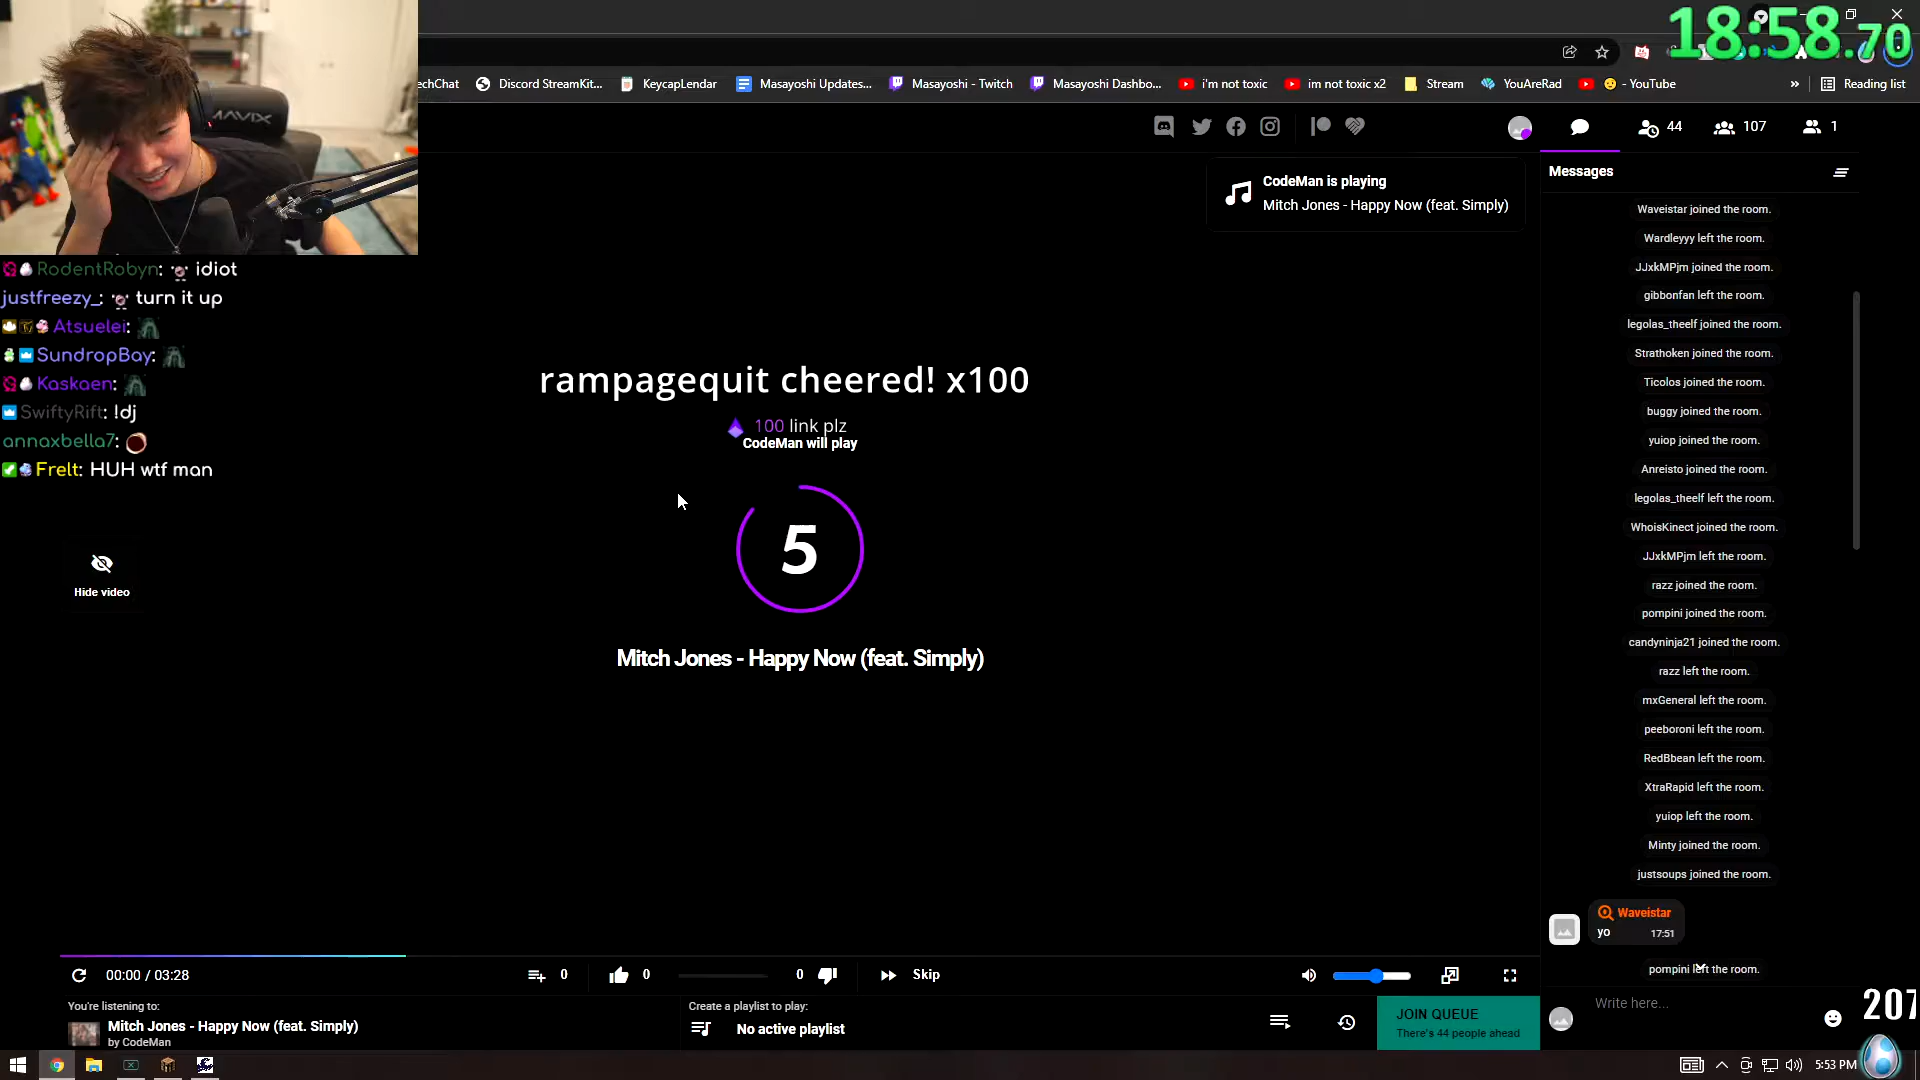 18:58.70
echChat
Discord StreamKit...
KeycapLendar
Masayoshi Updates...
Masayoshi - Twitch
Masayoshi Dashbo...
i'm not toxic
im not toxic x2
Stream
YouAreRad
- YouTube
»
Reading list
MAVIX
44
107
1
CodeMan is playing
Mitch Jones - Happy Now (feat. Simply)
Messages
Waveistar joined the room.
Wardleyyy left the room.
JJxkMPjm joined the room.
gibbonfan left the room.
legolas_theelf joined the room.
Strathoken joined the room.
Ticolos joined the room.
buggy joined the room.
yuiop joined the room.
Anreisto joined the room.
legolas_theelf left the room.
WhoisKinect joined the room.
JJxkMPjm left the room.
razz joined the room.
pompini joined the room.
candyninja21 joined the room.
razz left the room.
mxGeneral left the room.
peeboroni left the room.
RedBbean left the room.
XtraRapid left the room.
yuiop left the room.
Minty joined the room.
justsoups joined the room.
Waveistar
yo 17:51
pompini left the room.
Write here...
RodentRobyn: idiot
justfreezy_: turn it up
Atsuelei:
SundropBay:
Kaskaen:
SwiftyRift: !dj
annaxbella7:
Frelt: HUH wtf man
Hide video
rampagequit cheered! x100
100 link plz
CodeMan will play
5
Mitch Jones - Happy Now (feat. Simply)
00:00 / 03:28
0
0
0
Skip
You're listening to:
Mitch Jones - Happy Now (feat. Simply)
by CodeMan
Create a playlist to play:
No active playlist
JOIN QUEUE
There's 44 people ahead
207
5:53 PM